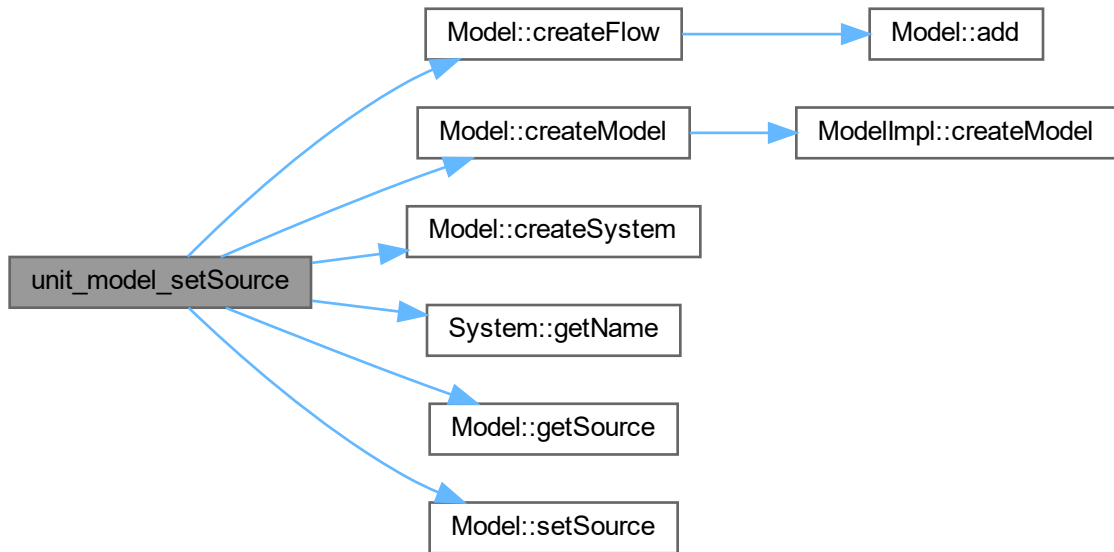 Model::createFlow
Model::add
Model::createModel
ModelImpl::createModel
Model::createSystem
unit_model_setSource
System::getName
Model::getSource
Model::setSource